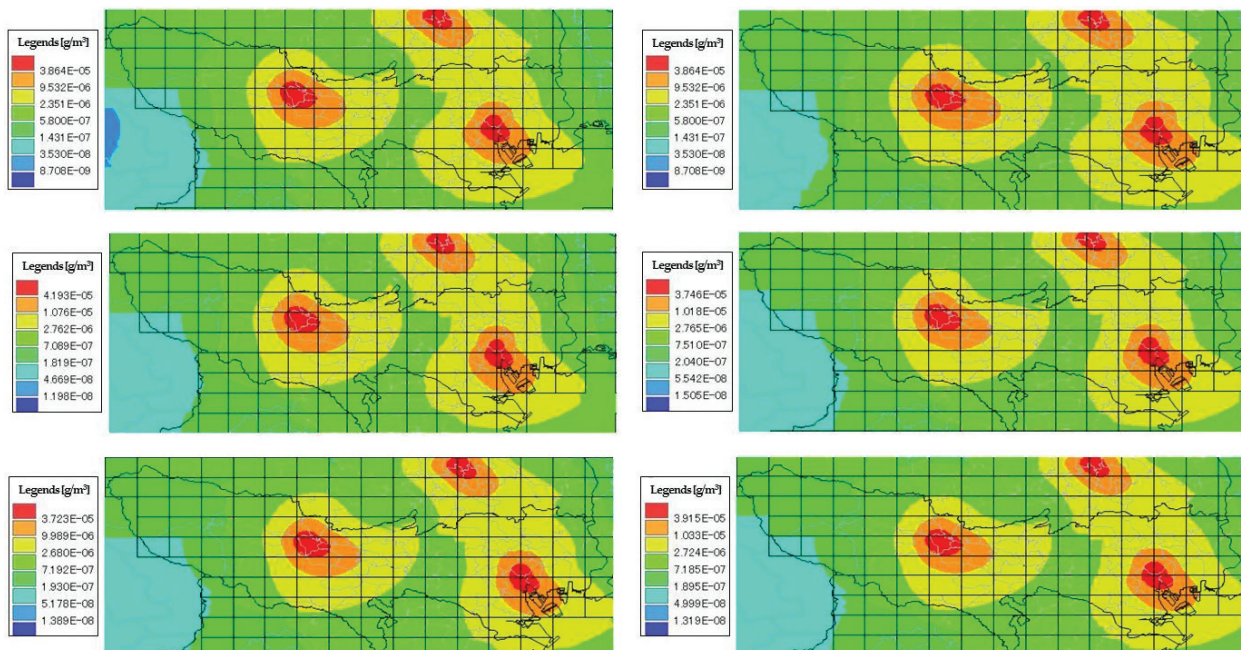 Legends [g/m³]
3.864E-05
9.532E-06
2.351E-06
5.800E-07
1.431E-07
3.530E-08
8.708E-09
Legends [g/m³]
3.864E-05
9.532E-06
2.351E-06
5.800E-07
1.431E-07
3.530E-08
8.708E-09
Legends [g/m³]
4.193E-05
1.076E-05
2.762E-06
7.089E-07
1.819E-07
4.669E-08
1.198E-08
Legends [g/m³]
3.746E-05
1.018E-05
2.765E-06
7.510E-07
2.040E-07
5.542E-08
1.505E-08
Legends [g/m³]
3.723E-05
9.989E-06
2.680E-06
7.192E-07
1.930E-07
5.178E-08
1.389E-08
Legends [g/m³]
3.915E-05
1.033E-05
2.724E-06
7.185E-07
1.895E-07
4.999E-08
1.319E-08